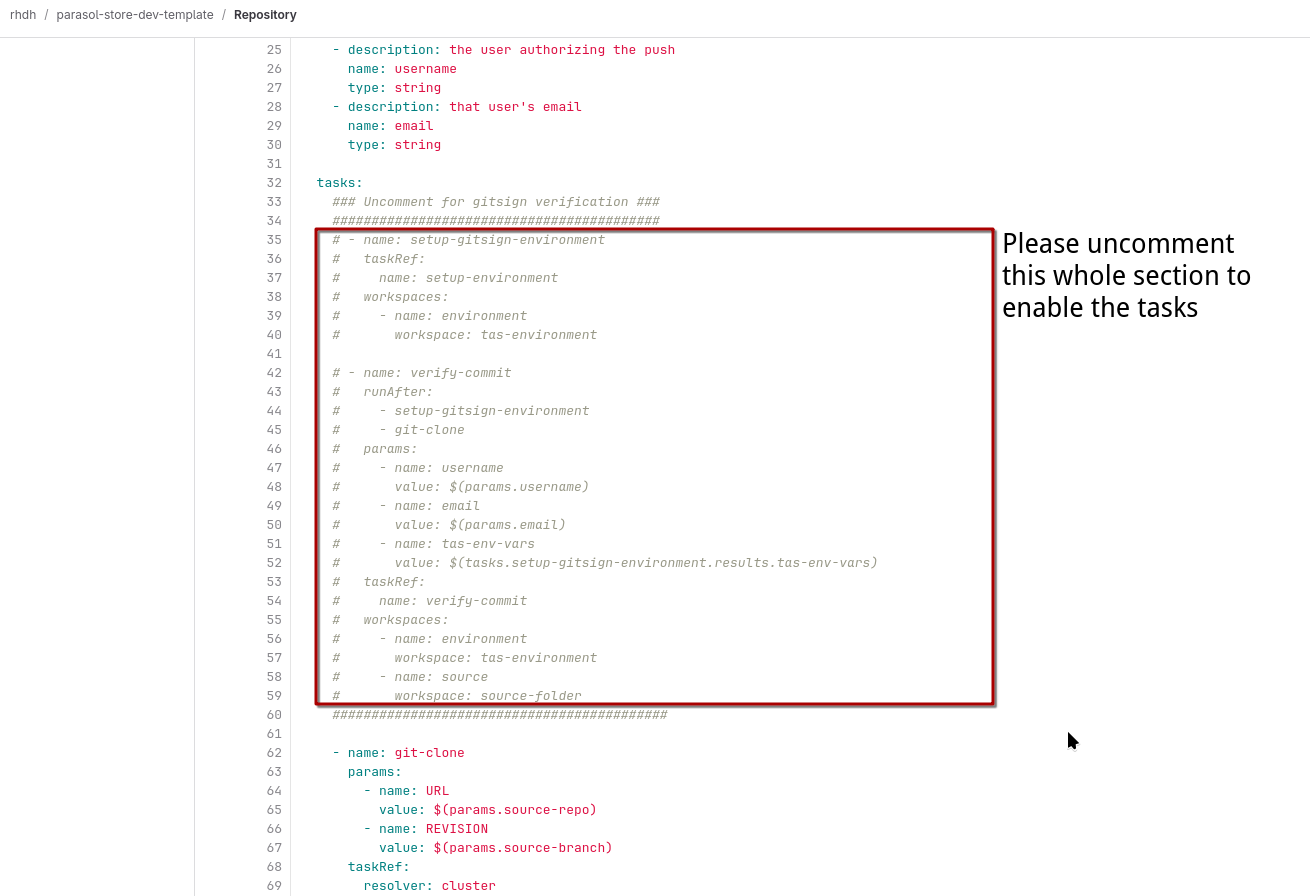 rhdh / parasol-store-dev-template / Repository
25 - description: the user authorizing the push
26 name: username
27 type: string
28 - description: that user's email
29 name: email
30 type: string
31
32 tasks:
33 ### Uncomment for gitsign verification ###
34 ##########################################
35 # - name: setup-gitsign-environment
36 # taskRef:
37 # name: setup-environment
38 # workspaces:
39 # - name: environment
40 # workspace: tas-environment
41
42 # - name: verify-commit
43 # runAfter:
44 # - setup-gitsign-environment
45 # - git-clone
46 # params:
47 # - name: username
48 # value: $(params.username)
49 # - name: email
50 # value: $(params.email)
51 # - name: tas-env-vars
52 # value: $(tasks.setup-gitsign-environment.results.tas-env-vars)
53 # taskRef:
54 # name: verify-commit
55 # workspaces:
56 # - name: environment
57 # workspace: tas-environment
58 # - name: source
59 # workspace: source-folder
60 ###########################################
61
62 - name: git-clone
63 params:
64 - name: URL
65 value: $(params.source-repo)
66 - name: REVISION
67 value: $(params.source-branch)
68 taskRef:
69 resolver: cluster
Please uncomment
this whole section to
enable the tasks